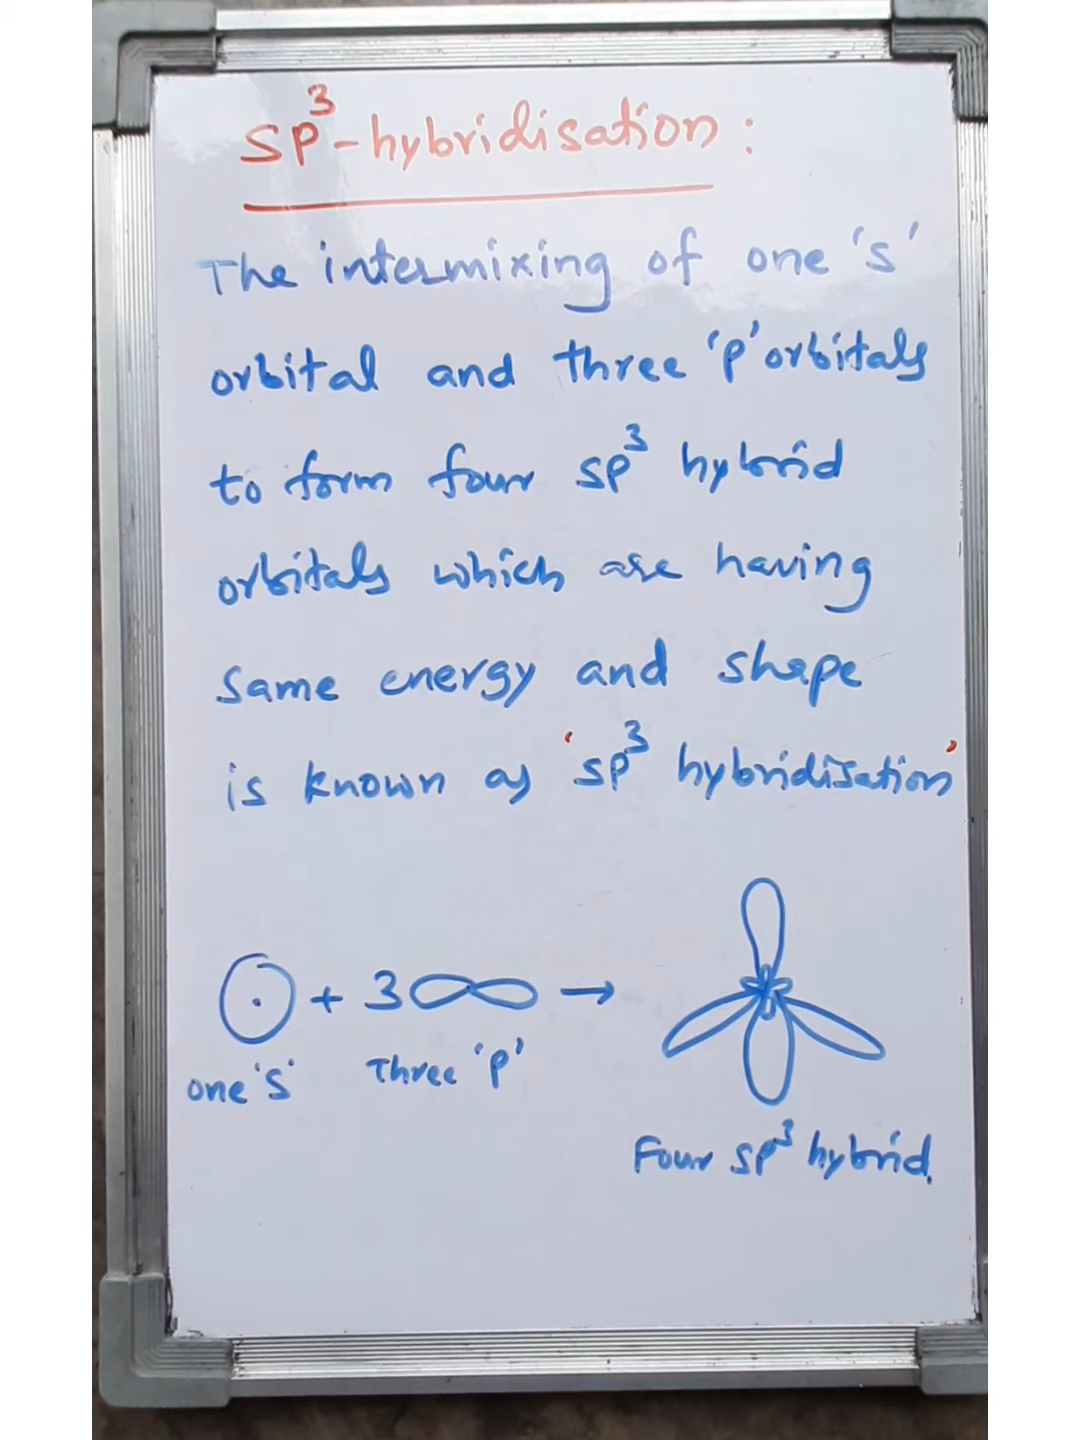 SP³-hybridisation:
The intermixing of one 's'
orbital and three 'p' orbitals
to form four sp³ hybrid
orbitals which are having
same energy and shape
is known as 'sp³ hybridisation'
+ 3 →
one 's' Three 'p'
Four sp³ hybrid.